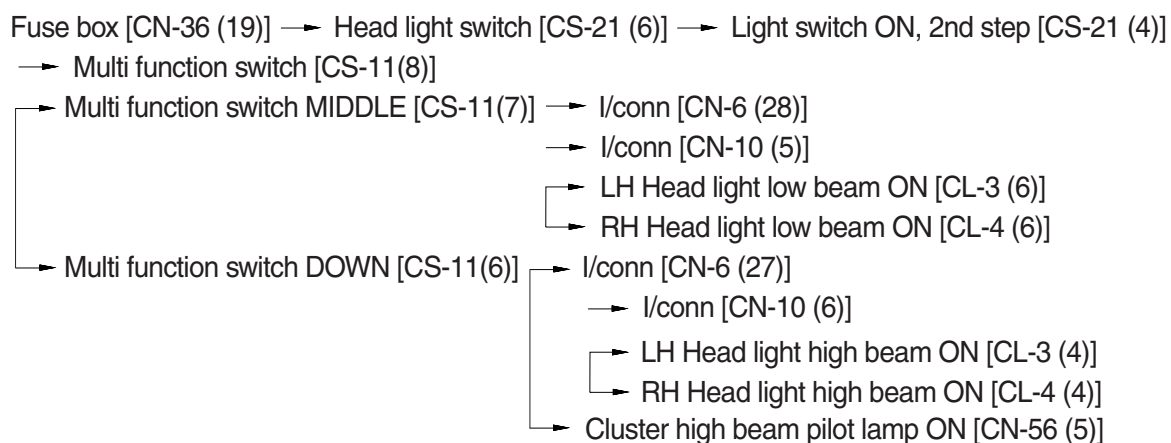 Fuse box [CN-36 (19)] → Head light switch [CS-21 (6)] → Light switch ON, 2nd step [CS-21 (4)]
→ Multi function switch [CS-11(8)]
Multi function switch MIDDLE [CS-11(7)] → I/conn [CN-6 (28)]
→ I/conn [CN-10 (5)]
LH Head light low beam ON [CL-3 (6)]
RH Head light low beam ON [CL-4 (6)]
Multi function switch DOWN [CS-11(6)] → I/conn [CN-6 (27)]
→ I/conn [CN-10 (6)]
LH Head light high beam ON [CL-3 (4)]
RH Head light high beam ON [CL-4 (4)]
Cluster high beam pilot lamp ON [CN-56 (5)]